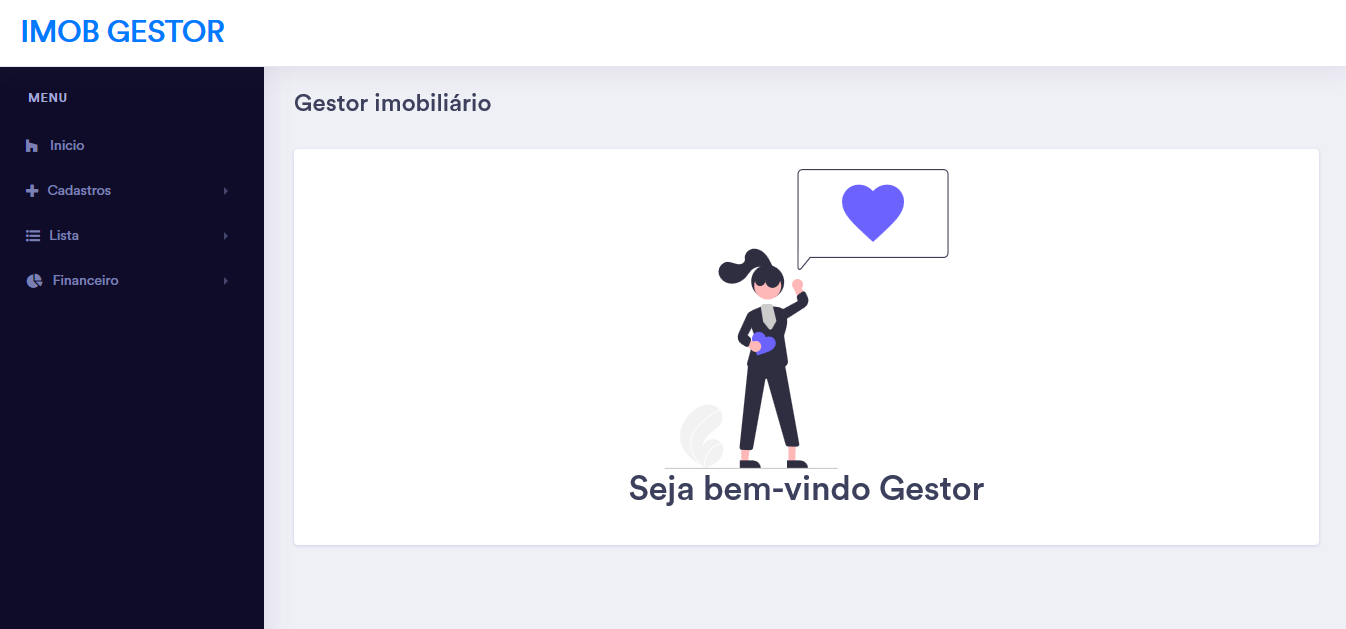 IMOB GESTOR
MENU
Inicio
Cadastros
Lista
Financeiro
Gestor imobiliário
Seja bem-vindo Gestor